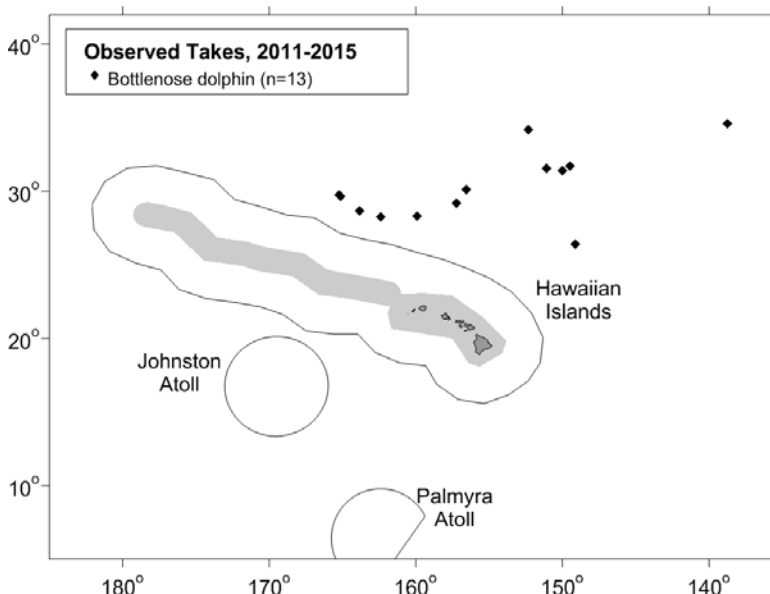 Observed Takes, 2011-2015
Bottlenose dolphin (n=13)
40°
30°
Hawaiian
Islands
20°
Johnston
Atoll
10°
Palmyra
Atoll
180°
170°
160°
150°
140°